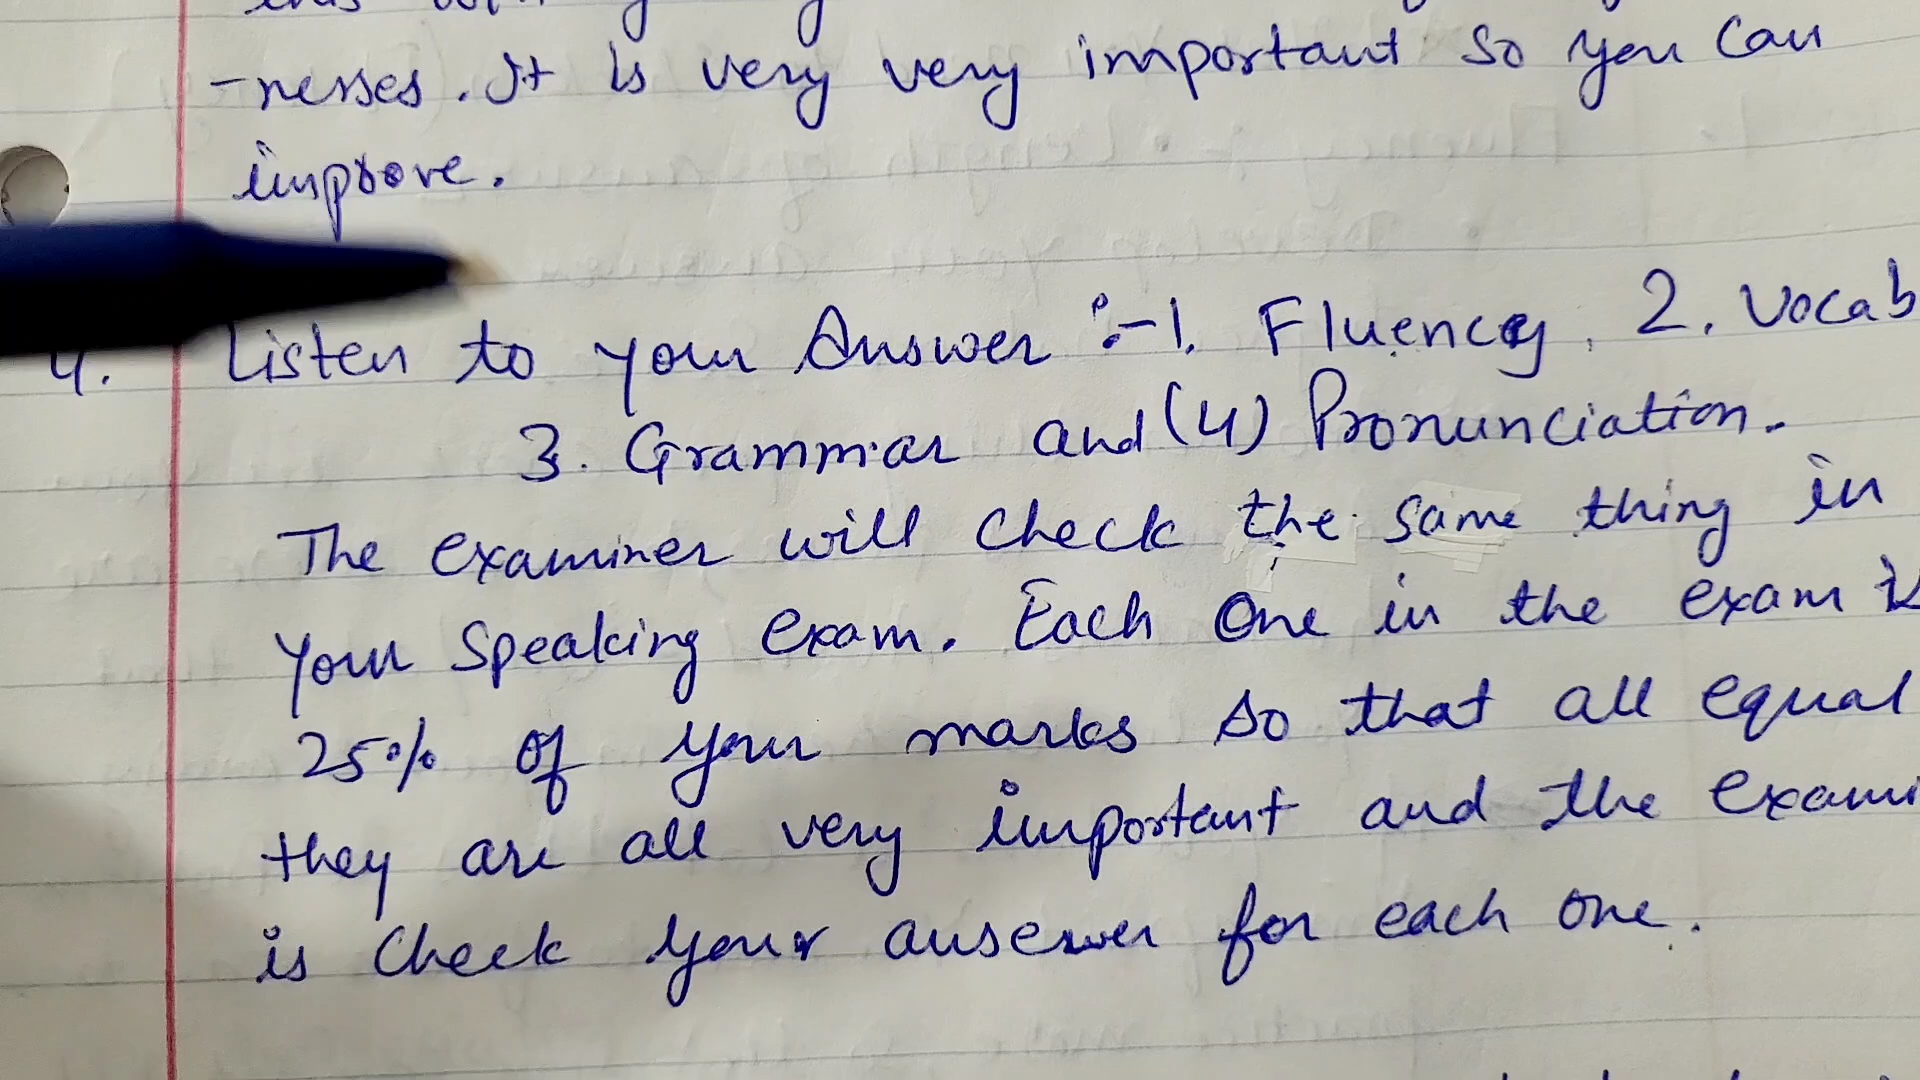 -nesses. It is very very important so you can
improve.
4. Listen to your Answer :- 1. Fluency, 2. Vocab
3. Grammar and (4) Pronunciation.
The examiner will check the same thing in
your speaking exam. Each one in the exam is
25% of your marks so that all equal
they are all very important and the exami
is check your ansewer for each one.